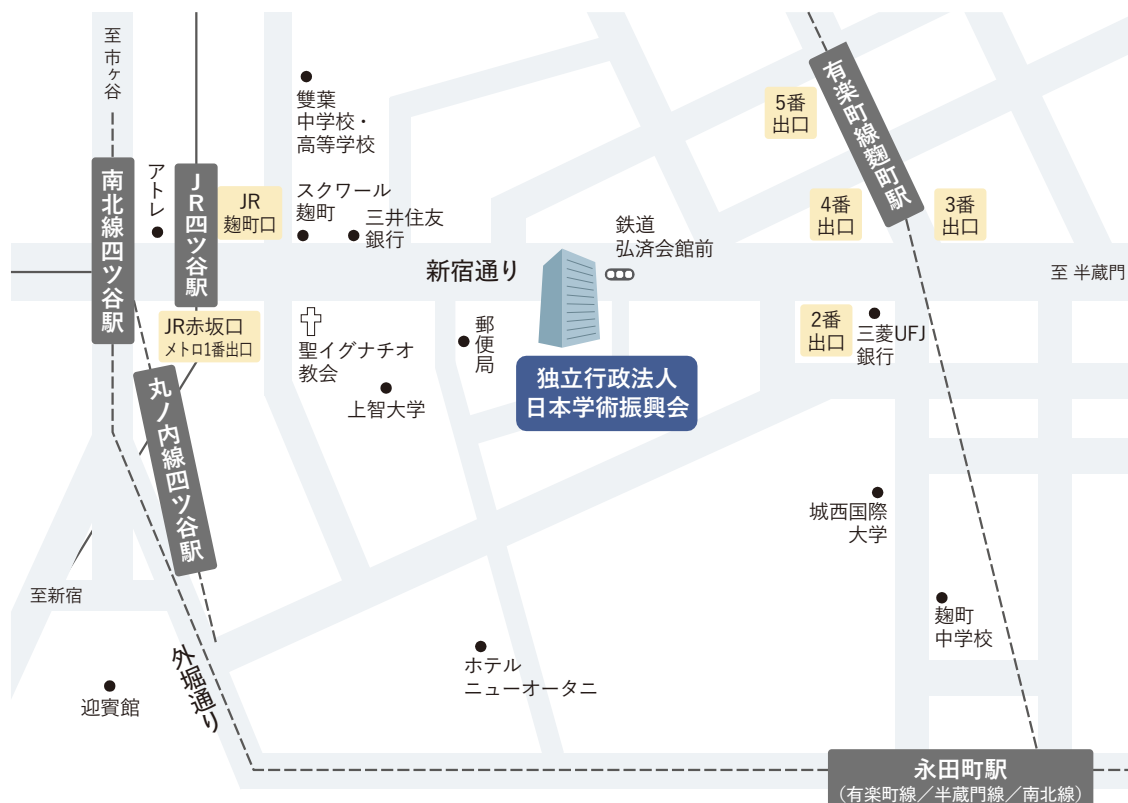 至 市ヶ谷
南北線四ツ谷駅
アトレ
JR四ツ谷駅
JR
麹町口
雙葉
中学校・
高等学校
スクワール
麹町
三井住友
銀行
新宿通り
鉄道
弘済会館前
5番
出口
有楽町線麴町駅
4番
出口
3番
出口
至 半蔵門
JR赤坂口
メトロ1番出口
聖イグナチオ
教会
上智大学
郵便局
独立行政法人
日本学術振興会
2番
出口
三菱UFJ
銀行
丸ノ内線四ツ谷駅
城西国際
大学
至新宿
麹町
中学校
外堀通り
迎賓館
ホテル
ニューオータニ
永田町駅
(有楽町線／半蔵門線／南北線)